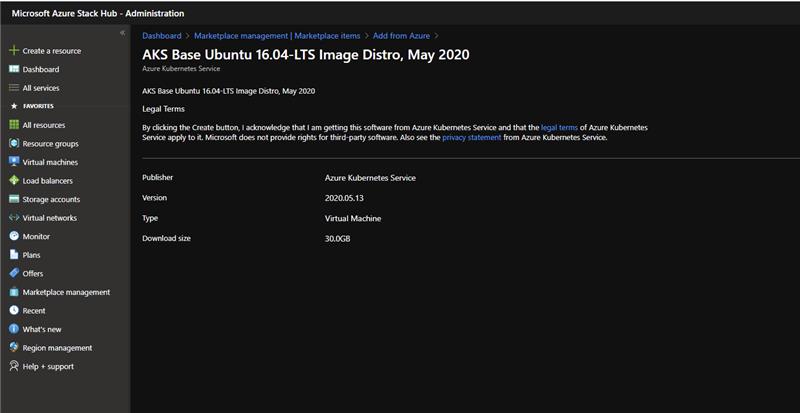 Microsoft Azure Stack Hub - Administration
Create a resource
Dashboard
All services
FAVORITES
All resources
Resource groups
Virtual machines
Load balancers
Storage accounts
Virtual networks
Monitor
Plans
Offers
Marketplace management
Recent
What's new
Region management
Help + support
Dashboard > Marketplace management | Marketplace items > Add from Azure >
AKS Base Ubuntu 16.04-LTS Image Distro, May 2020
Azure Kubernetes Service
AKS Base Ubuntu 16.04-LTS Image Distro, May 2020
Legal Terms
By clicking the Create button, I acknowledge that I am getting this software from Azure Kubernetes Service and that the legal terms of Azure Kubernetes
Service apply to it. Microsoft does not provide rights for third-party software. Also see the privacy statement from Azure Kubernetes Service.
Publisher Azure Kubernetes Service
Version 2020.05.13
Type Virtual Machine
Download size 30.0GB